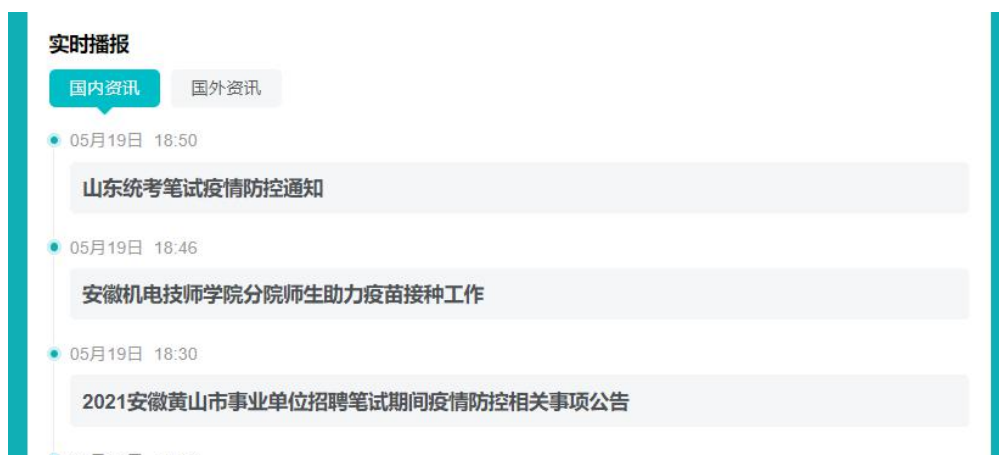 实时播报
国内资讯 国外资讯
05月19日 18:50
山东统考笔试疫情防控通知
05月19日 18:46
安徽机电技师学院分院师生助力疫苗接种工作
05月19日 18:30
2021安徽黄山市事业单位招聘笔试期间疫情防控相关事项公告